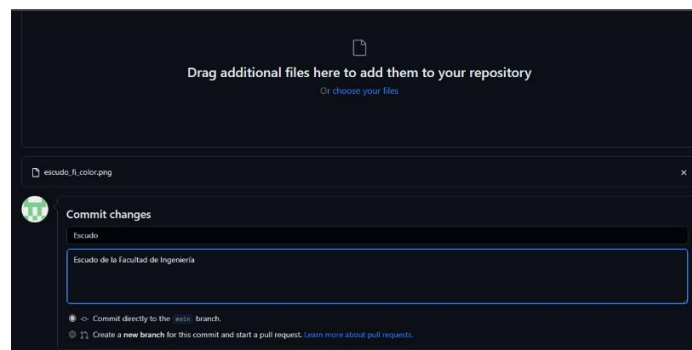 Drag additional files here to add them to your repository
Or choose your files
escudo_fi_color.png
Commit changes
Escudo
Escudo de la Facultad de Ingeniería
Commit directly to the main branch.
Create a new branch for this commit and start a pull request. Learn more about pull requests.